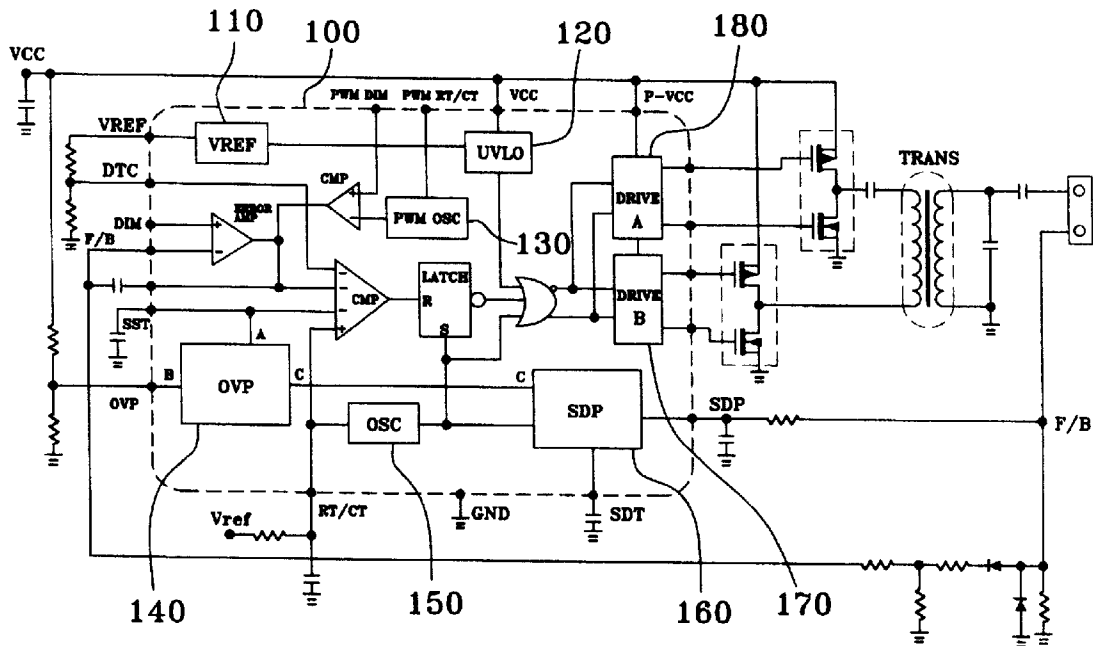 110
100
120
180
VCC
PWM DIM
PWM RT/CT
VCC
P-VCC
VREF
VREF
UVLO
TRANS
DTC
CMP
DRIVE
A
ERROR
AMP
PWM OSC
DIM
F/B
130
LATCH
R
S
CMP
DRIVE
B
SST
A
B
OVP
C
C
SDP
OVP
SDP
F/B
OSC
RT/CT
GND
SDT
Vref
140
150
160
170